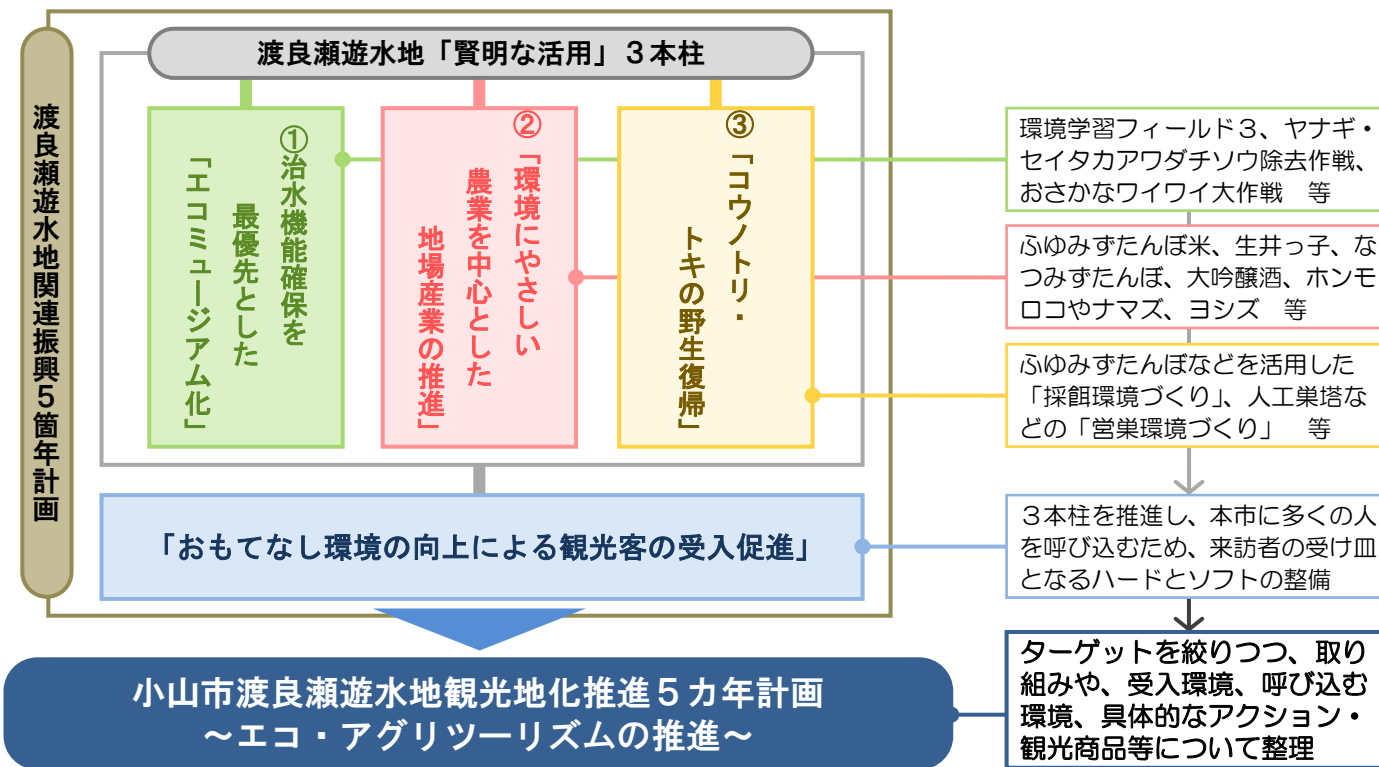 渡良瀬遊水地関連振興5箇年計画
渡良瀬遊水地「賢明な活用」3本柱
①治水機能確保を
最優先とした
「エコミュージアム化」
②「環境にやさしい
農業を中心とした
地場産業の推進」
③「コウノトリ・
トキの野生復帰」
「おもてなし環境の向上による観光客の受入促進」
小山市渡良瀬遊水地観光地化推進5カ年計画
～エコ・アグリツーリズムの推進～
環境学習フィールド3、ヤナギ・
セイタカアワダチソウ除去作戦、
おさかなワイワイ大作戦　等
ふゆみずたんぼ米、生井っ子、な
つみずたんぼ、大吟醸酒、ホンモ
ロコやナマズ、ヨシズ　等
ふゆみずたんぼなどを活用した
「採餌環境づくり」、人工巣塔な
どの「営巣環境づくり」　等
3本柱を推進し、本市に多くの人
を呼び込むため、来訪者の受け皿
となるハードとソフトの整備
ターゲットを絞りつつ、取り
組みや、受入環境、呼び込む
環境、具体的なアクション・
観光商品等について整理